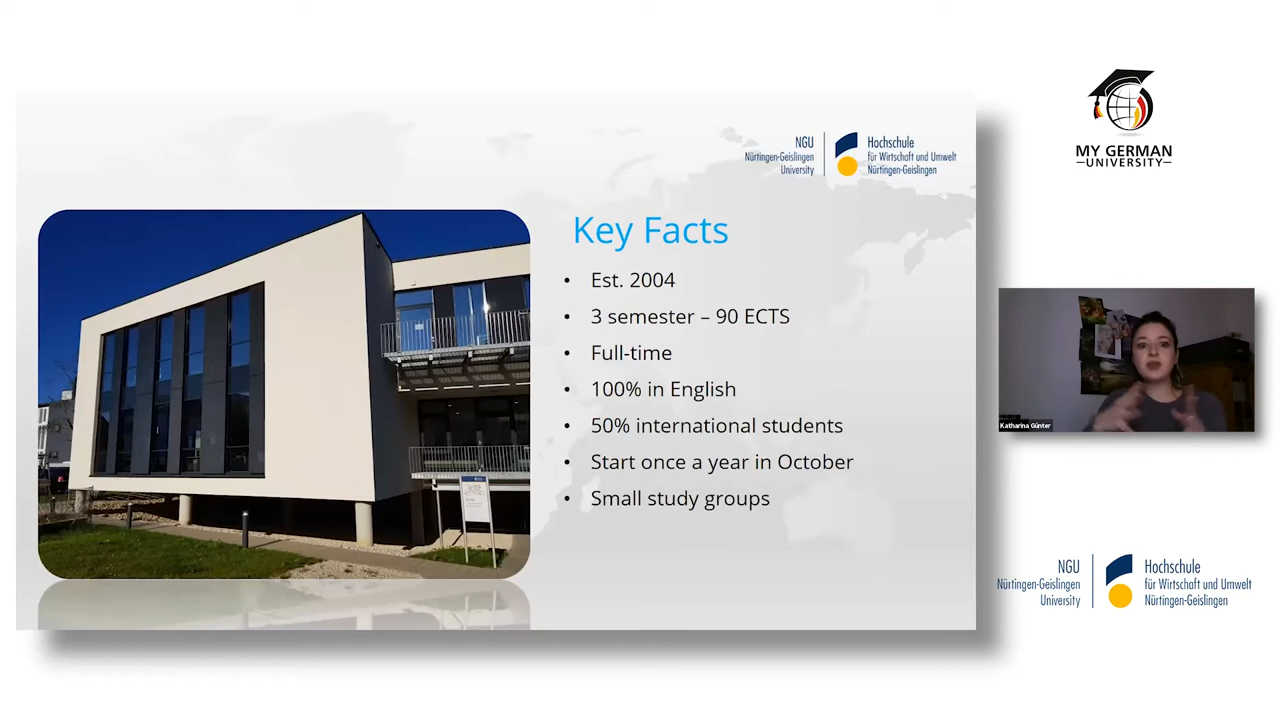 NGU
Nürtingen-Geislingen
University
Hochschule
für Wirtschaft und Umwelt
Nürtingen-Geislingen
Key Facts
• Est. 2004
• 3 semester – 90 ECTS
• Full-time
• 100% in English
• 50% international students
• Start once a year in October
• Small study groups
MY GERMAN
UNIVERSITY
Katharina Günter
NGU
Nürtingen-Geislingen
University
Hochschule
für Wirtschaft und Umwelt
Nürtingen-Geislingen